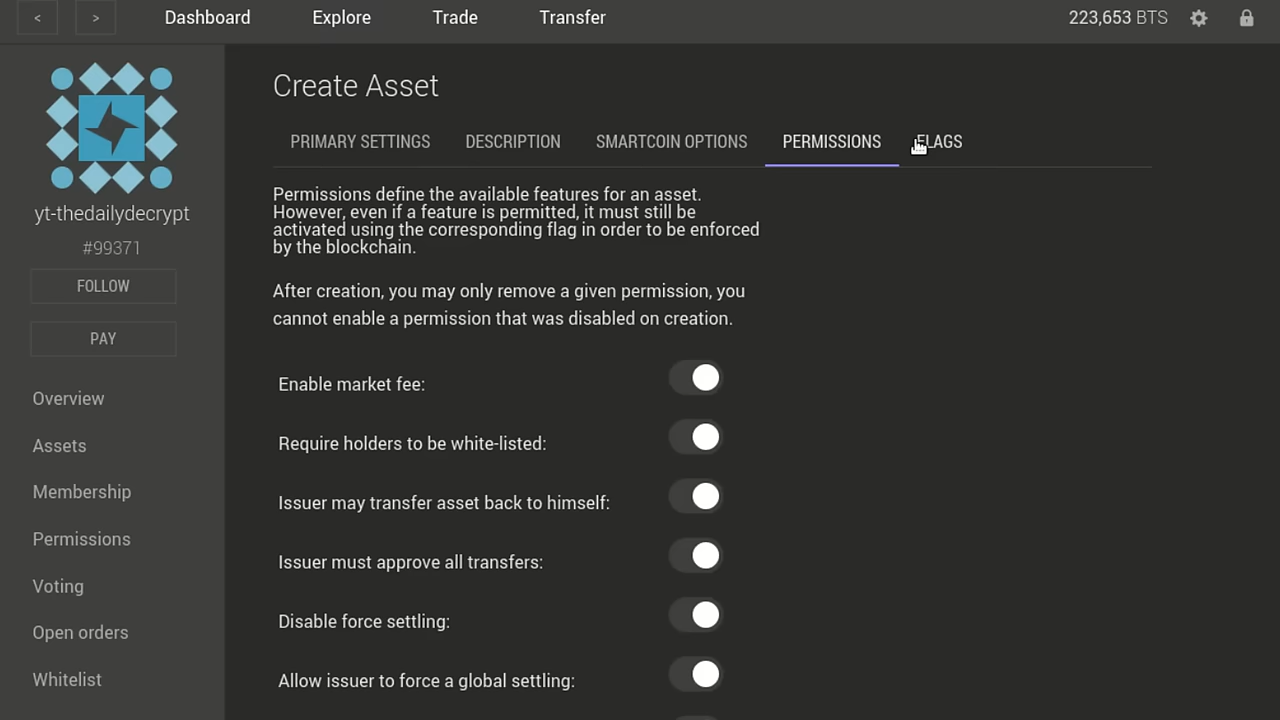 < > Dashboard Explore Trade Transfer 223,653 BTS
yt-thedailydecrypt
#99371
FOLLOW
PAY
Overview
Assets
Membership
Permissions
Voting
Open orders
Whitelist
Create Asset
PRIMARY SETTINGS DESCRIPTION SMARTCOIN OPTIONS PERMISSIONS FLAGS
Permissions define the available features for an asset.
However, even if a feature is permitted, it must still be
activated using the corresponding flag in order to be enforced
by the blockchain.
After creation, you may only remove a given permission, you
cannot enable a permission that was disabled on creation.
Enable market fee:
Require holders to be white-listed:
Issuer may transfer asset back to himself:
Issuer must approve all transfers:
Disable force settling:
Allow issuer to force a global settling: